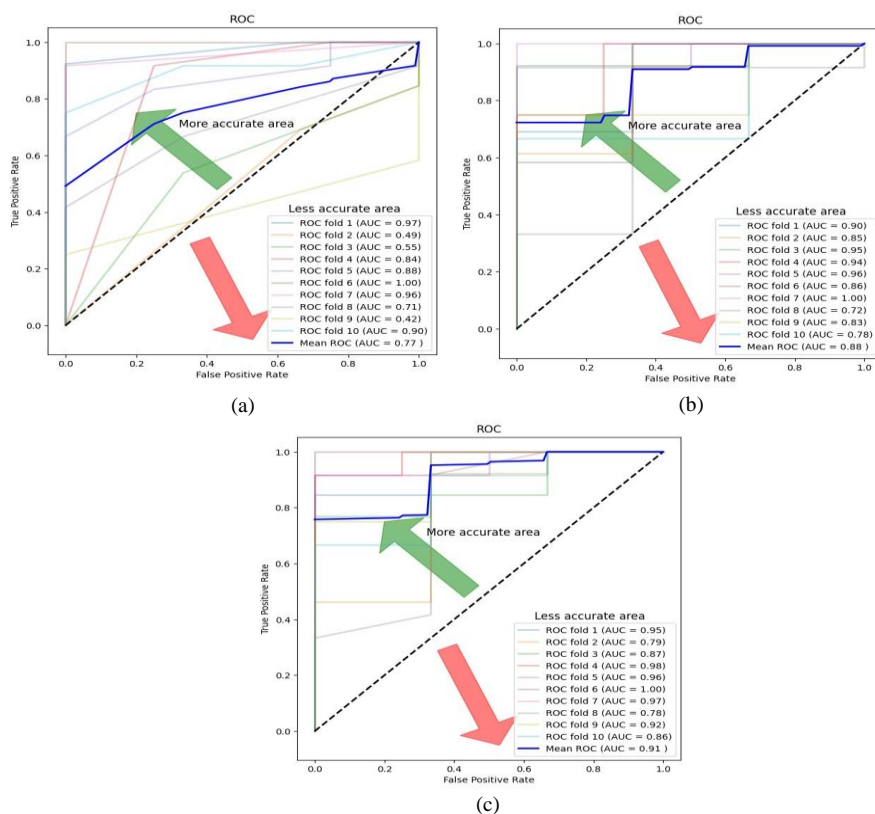 ROC
1.0
0.8
0.6
0.4
0.2
0.0
True Positive Rate
More accurate area
Less accurate area
ROC fold 1 (AUC = 0.97)
ROC fold 2 (AUC = 0.49)
ROC fold 3 (AUC = 0.55)
ROC fold 4 (AUC = 0.84)
ROC fold 5 (AUC = 0.88)
ROC fold 6 (AUC = 1.00)
ROC fold 7 (AUC = 0.96)
ROC fold 8 (AUC = 0.71)
ROC fold 9 (AUC = 0.42)
ROC fold 10 (AUC = 0.90)
Mean ROC (AUC = 0.77 )
0.0 0.2 0.4 0.6 0.8 1.0
False Positive Rate
(a)
ROC
1.0
0.8
0.6
0.4
0.2
0.0
True Positive Rate
More accurate area
Less accurate area
ROC fold 1 (AUC = 0.90)
ROC fold 2 (AUC = 0.85)
ROC fold 3 (AUC = 0.95)
ROC fold 4 (AUC = 0.94)
ROC fold 5 (AUC = 0.96)
ROC fold 6 (AUC = 0.86)
ROC fold 7 (AUC = 1.00)
ROC fold 8 (AUC = 0.72)
ROC fold 9 (AUC = 0.83)
ROC fold 10 (AUC = 0.78)
Mean ROC (AUC = 0.88 )
0.0 0.2 0.4 0.6 0.8 1.0
False Positive Rate
(b)
ROC
1.0
0.8
0.6
0.4
0.2
0.0
True Positive Rate
More accurate area
Less accurate area
ROC fold 1 (AUC = 0.95)
ROC fold 2 (AUC = 0.79)
ROC fold 3 (AUC = 0.87)
ROC fold 4 (AUC = 0.98)
ROC fold 5 (AUC = 0.96)
ROC fold 6 (AUC = 1.00)
ROC fold 7 (AUC = 0.97)
ROC fold 8 (AUC = 0.78)
ROC fold 9 (AUC = 0.92)
ROC fold 10 (AUC = 0.86)
Mean ROC (AUC = 0.91 )
0.0 0.2 0.4 0.6 0.8 1.0
False Positive Rate
(c)